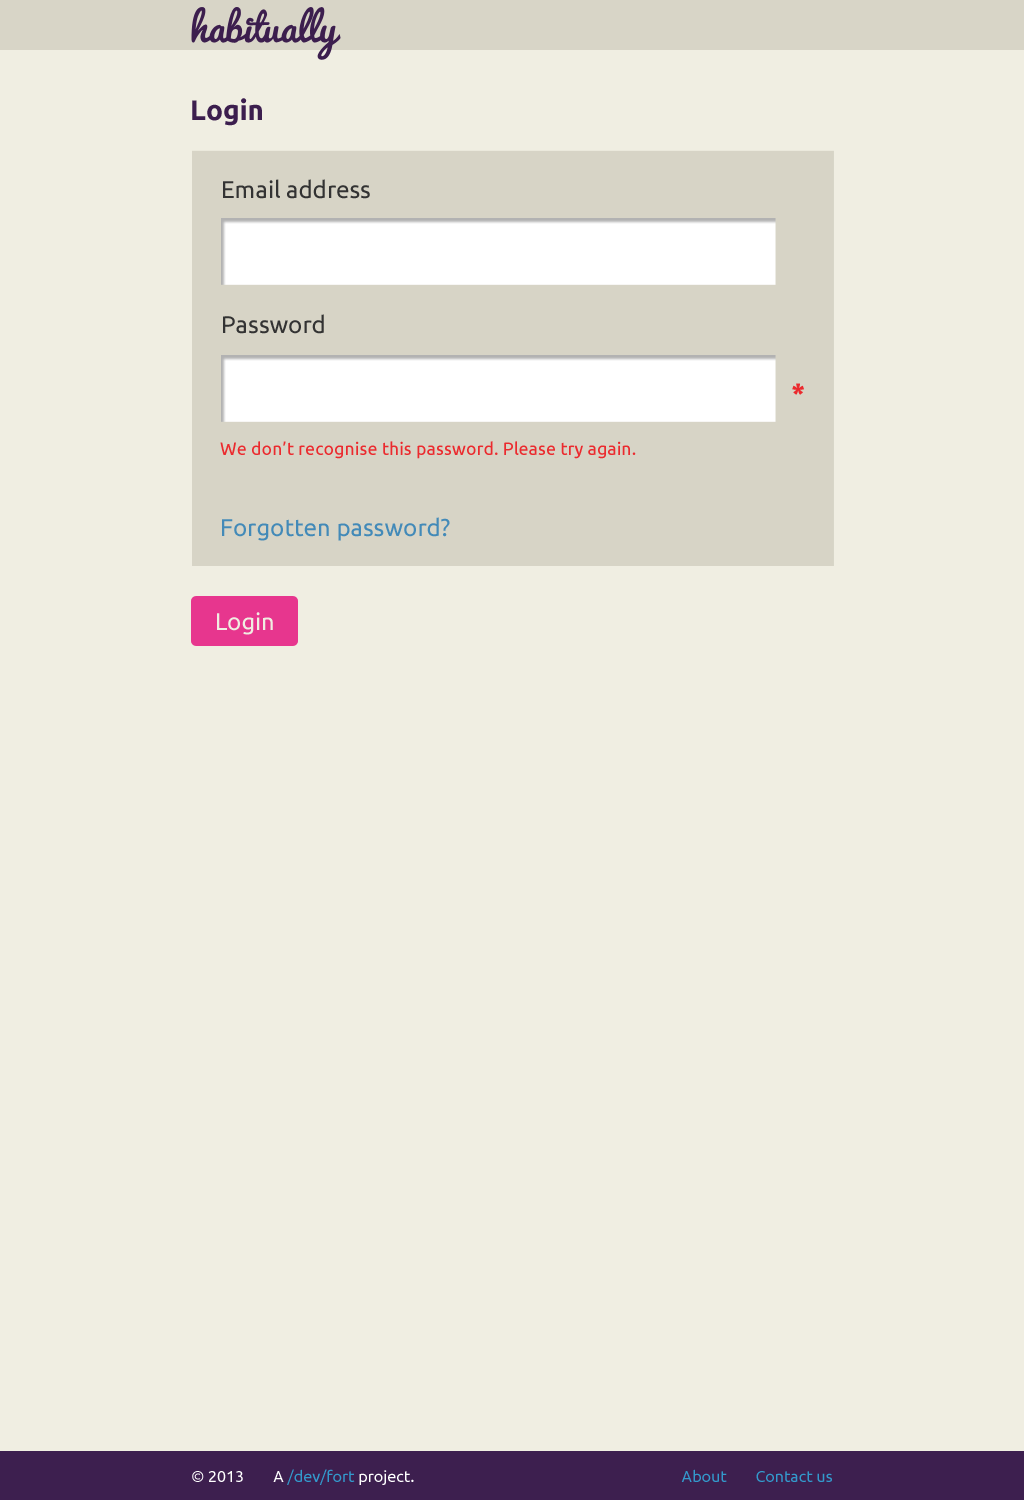 habitually
Login
Email address
Password
*
We don’t recognise this password. Please try again.
Forgotten password?
Login
© 2013 A /dev/fort project. About Contact us